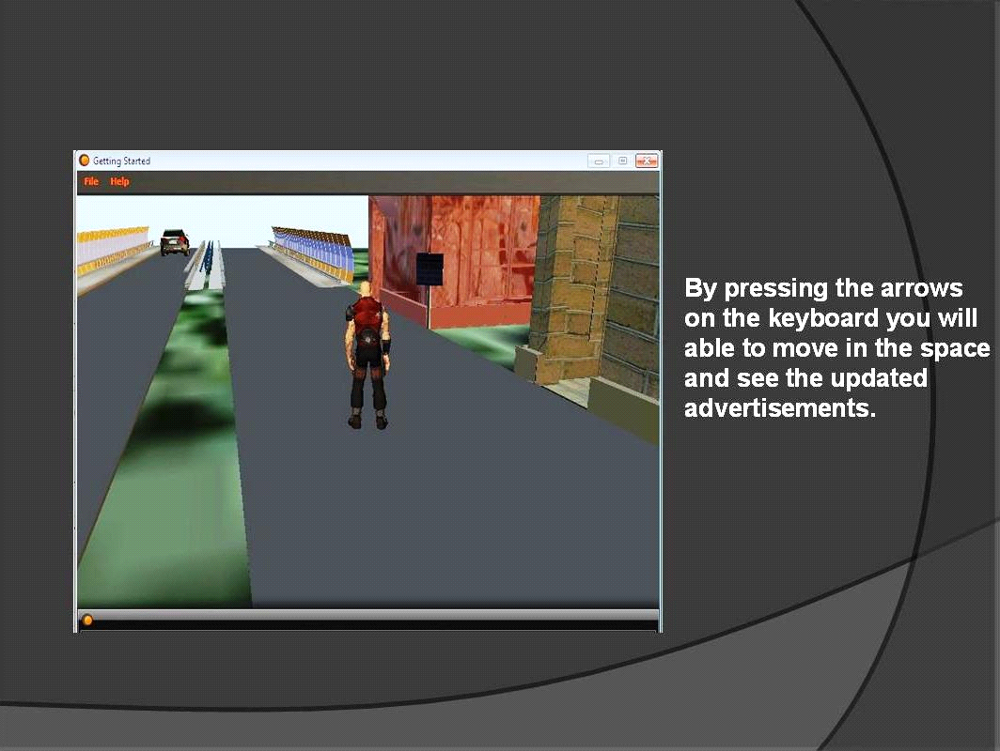 Getting Started
File Help
By pressing the arrows
on the keyboard you will
able to move in the space
and see the updated
advertisements.